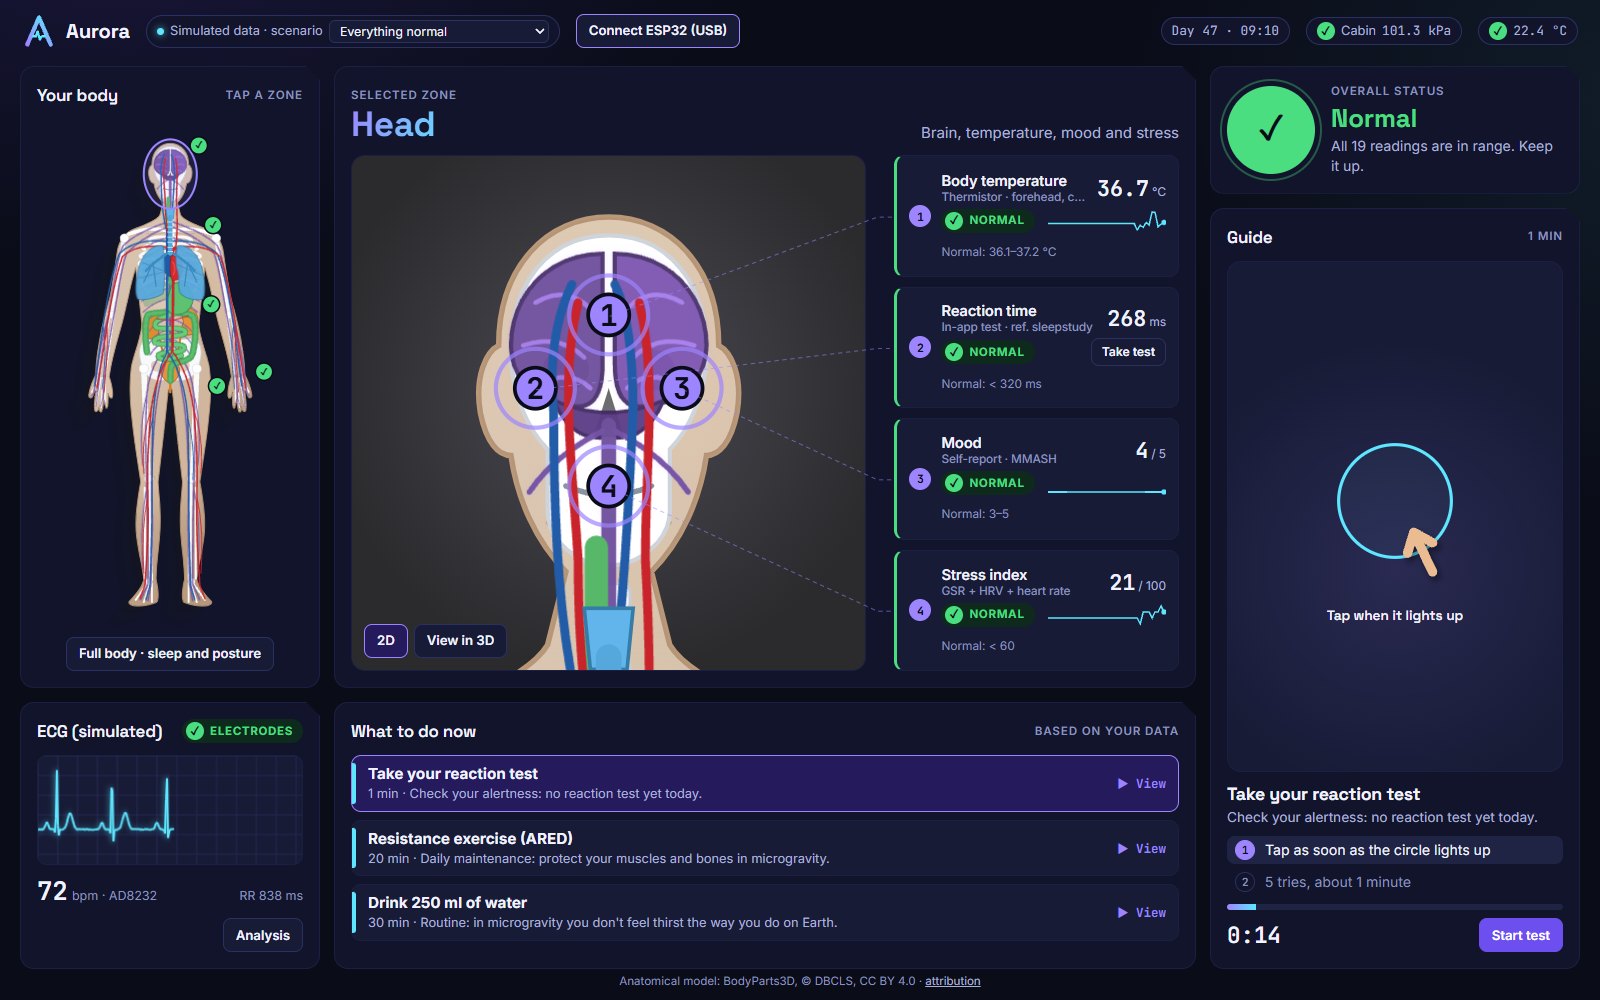 Aurora
Simulated data · scenario
Everything normal
Connect ESP32 (USB)
Day 47 · 09:10
Cabin 101.3 kPa
22.4 °C
Your body
TAP A ZONE
Full body · sleep and posture
SELECTED ZONE
Head
Brain, temperature, mood and stress
1
2
3
4
2D
View in 3D
1
Body temperature
36.7 °C
Thermistor · forehead, c...
NORMAL
Normal: 36.1–37.2 °C
2
Reaction time
268 ms
In-app test · ref. sleepstudy
NORMAL
Take test
Normal: < 320 ms
3
Mood
4 / 5
Self-report · MMASH
NORMAL
Normal: 3–5
4
Stress index
21 / 100
GSR + HRV + heart rate
NORMAL
Normal: < 60
OVERALL STATUS
Normal
All 19 readings are in range. Keep
it up.
Guide
1 MIN
Tap when it lights up
Take your reaction test
Check your alertness: no reaction test yet today.
1 Tap as soon as the circle lights up
2 5 tries, about 1 minute
0:14
Start test
ECG (simulated)
ELECTRODES
72 bpm · AD8232
RR 838 ms
Analysis
What to do now
BASED ON YOUR DATA
Take your reaction test
1 min · Check your alertness: no reaction test yet today.
View
Resistance exercise (ARED)
20 min · Daily maintenance: protect your muscles and bones in microgravity.
View
Drink 250 ml of water
30 min · Routine: in microgravity you don't feel thirst the way you do on Earth.
View
Anatomical model: BodyParts3D, © DBCLS, CC BY 4.0 · attribution